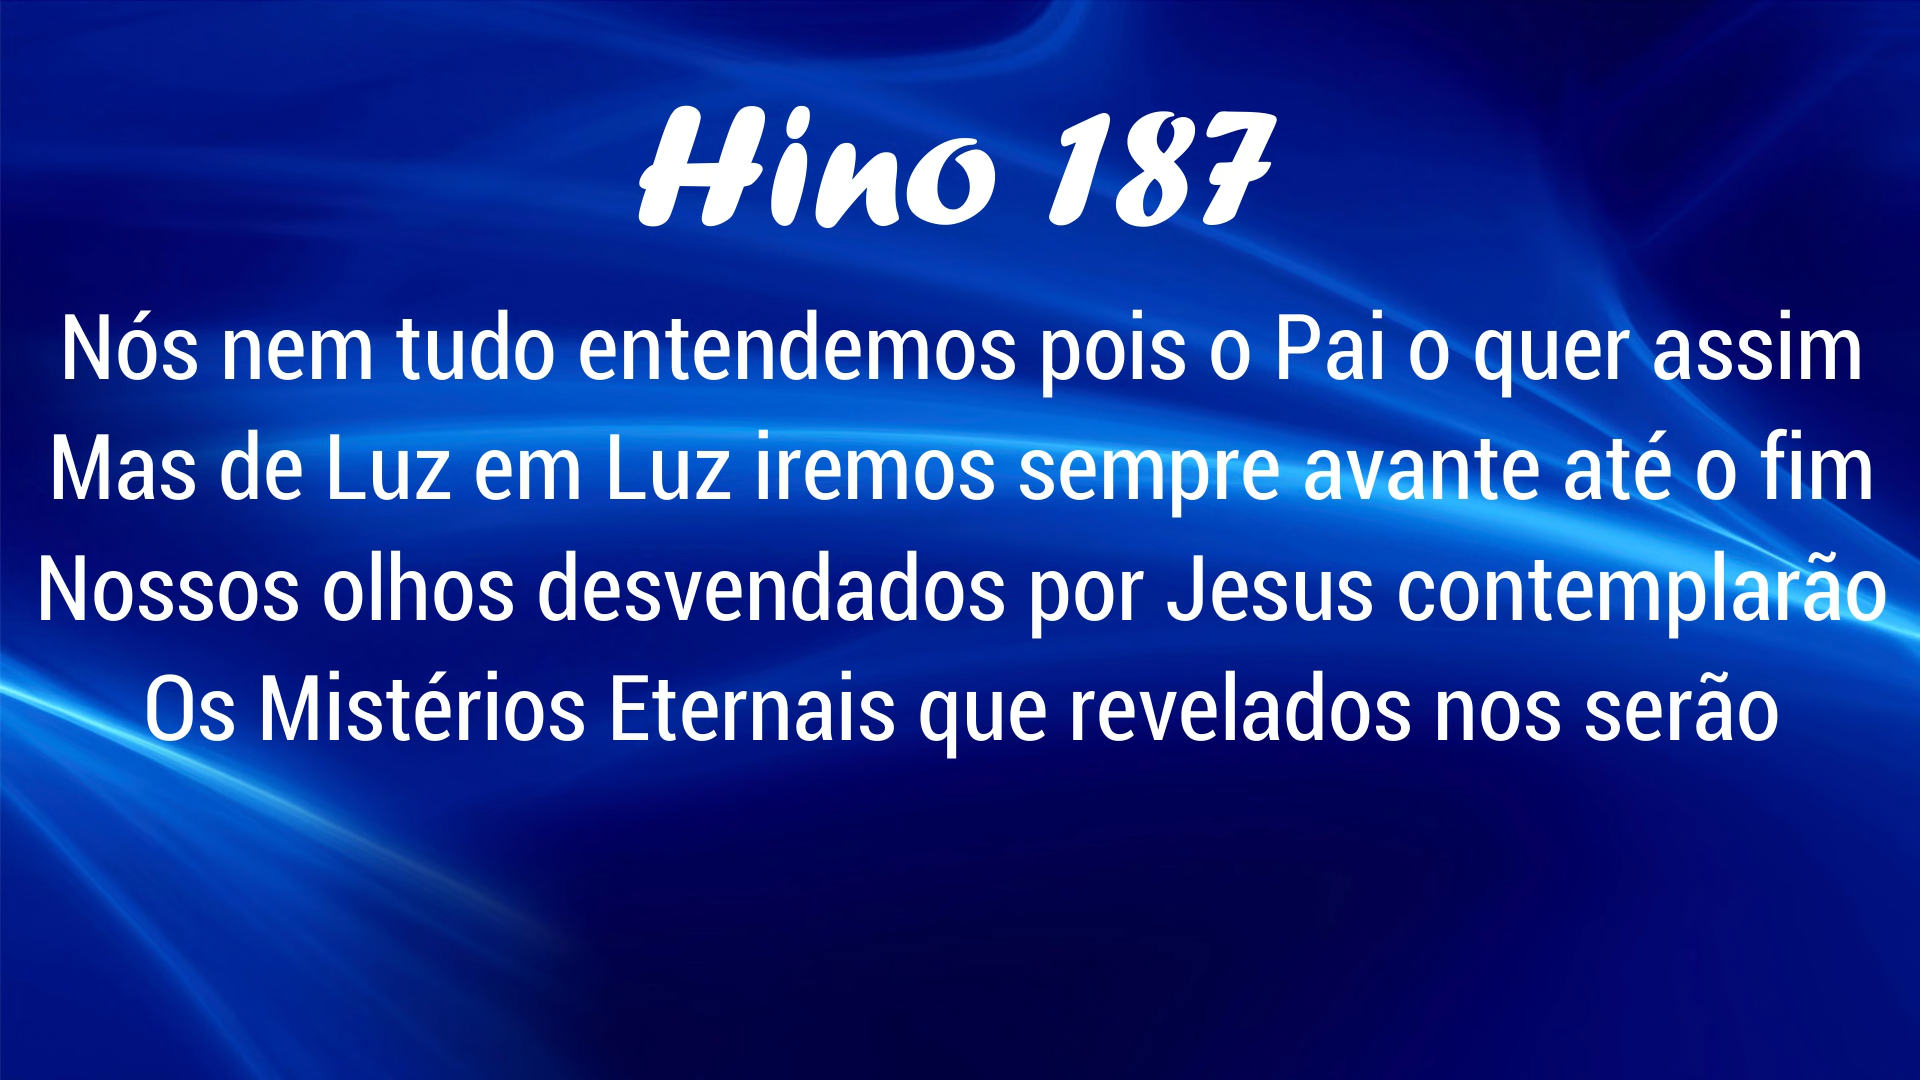 Hino 187
Nós nem tudo entendemos pois o Pai o quer assim
Mas de Luz em Luz iremos sempre avante até o fim
Nossos olhos desvendados por Jesus contemplarão
Os Mistérios Eternais que revelados nos serão